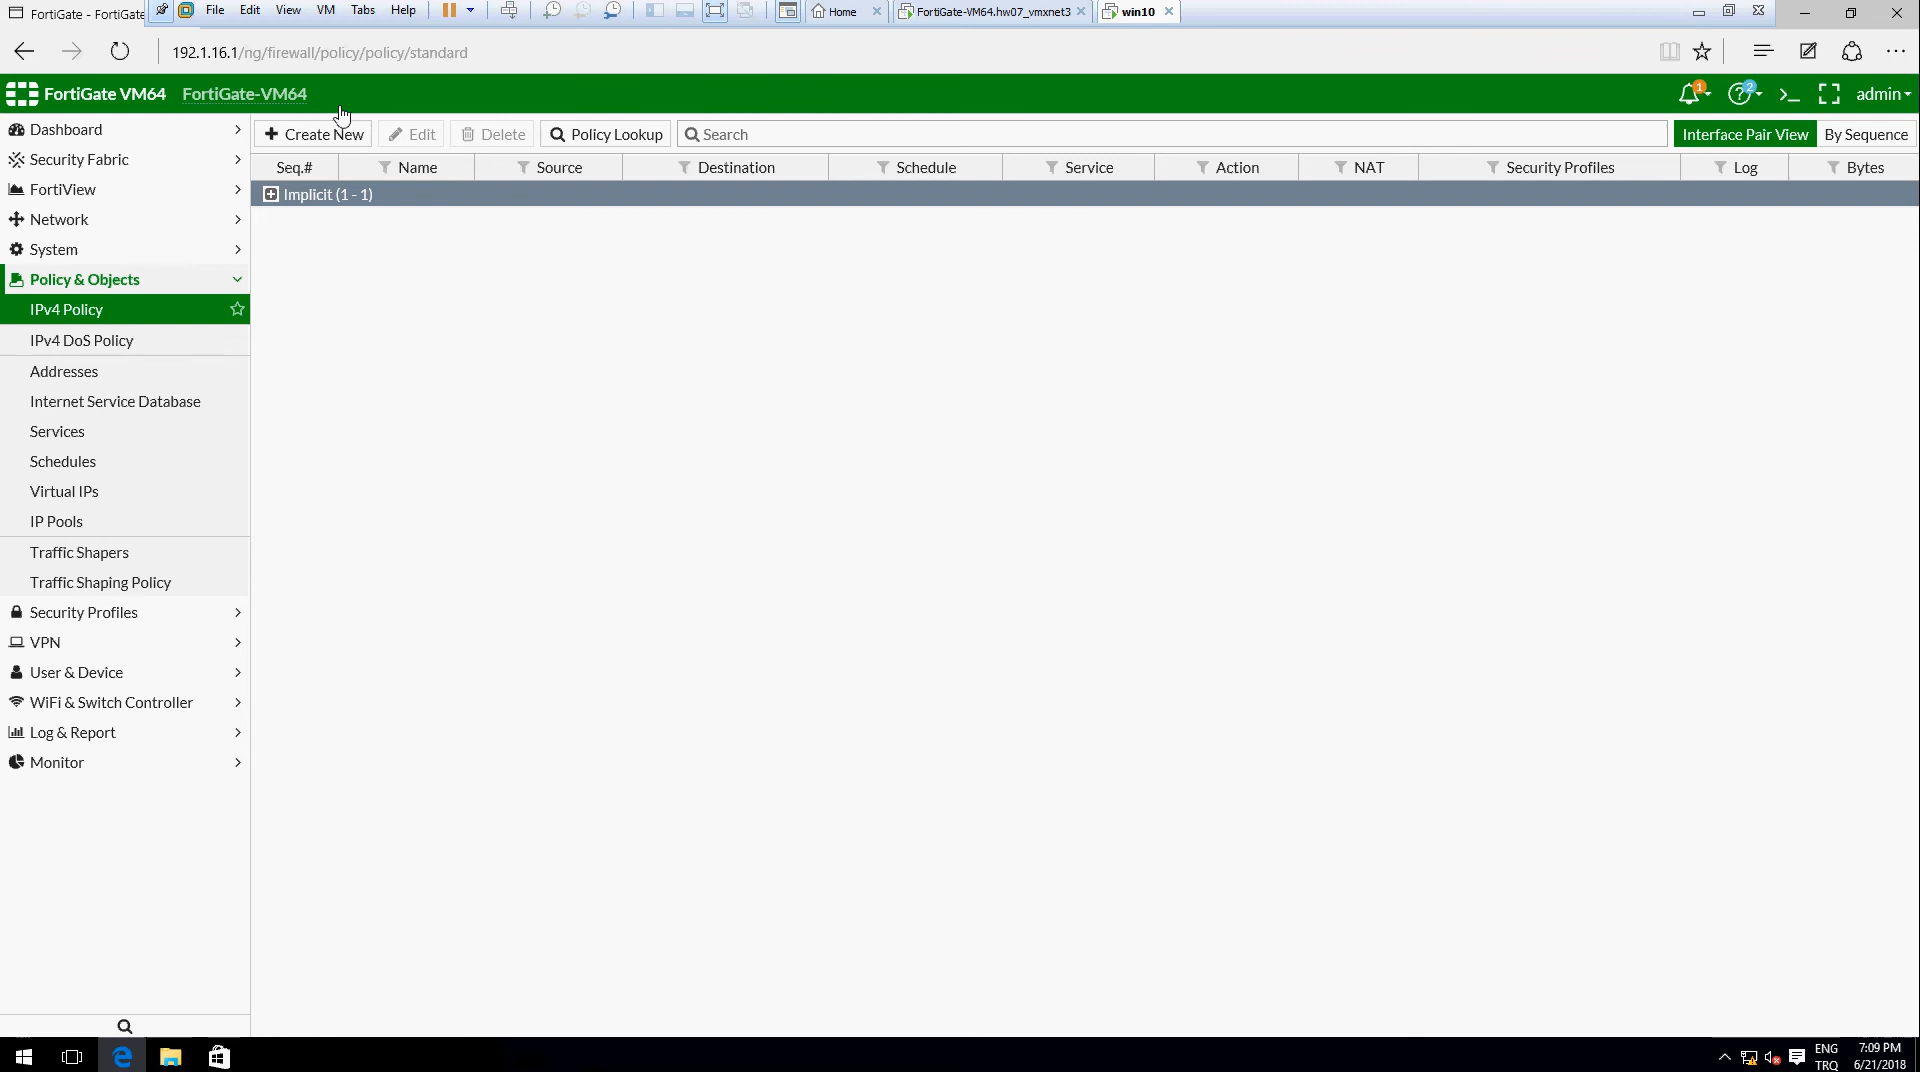 FortiGate - FortiGate
File Edit View VM Tabs Help
Home
FortiGate-VM64.hw07_vmxnet3
win10
192.1.16.1/ng/firewall/policy/policy/standard
FortiGate VM64 FortiGate-VM64
1
2
>_
admin
Dashboard
Security Fabric
FortiView
Network
System
Policy & Objects
IPv4 Policy
IPv4 DoS Policy
Addresses
Internet Service Database
Services
Schedules
Virtual IPs
IP Pools
Traffic Shapers
Traffic Shaping Policy
Security Profiles
VPN
User & Device
WiFi & Switch Controller
Log & Report
Monitor
Create New Edit Delete Policy Lookup Search Interface Pair View By Sequence
Seq.# Name Source Destination Schedule Service Action NAT Security Profiles Log Bytes
Implicit (1 - 1)
ENG
TRQ
7:09 PM
6/21/2018